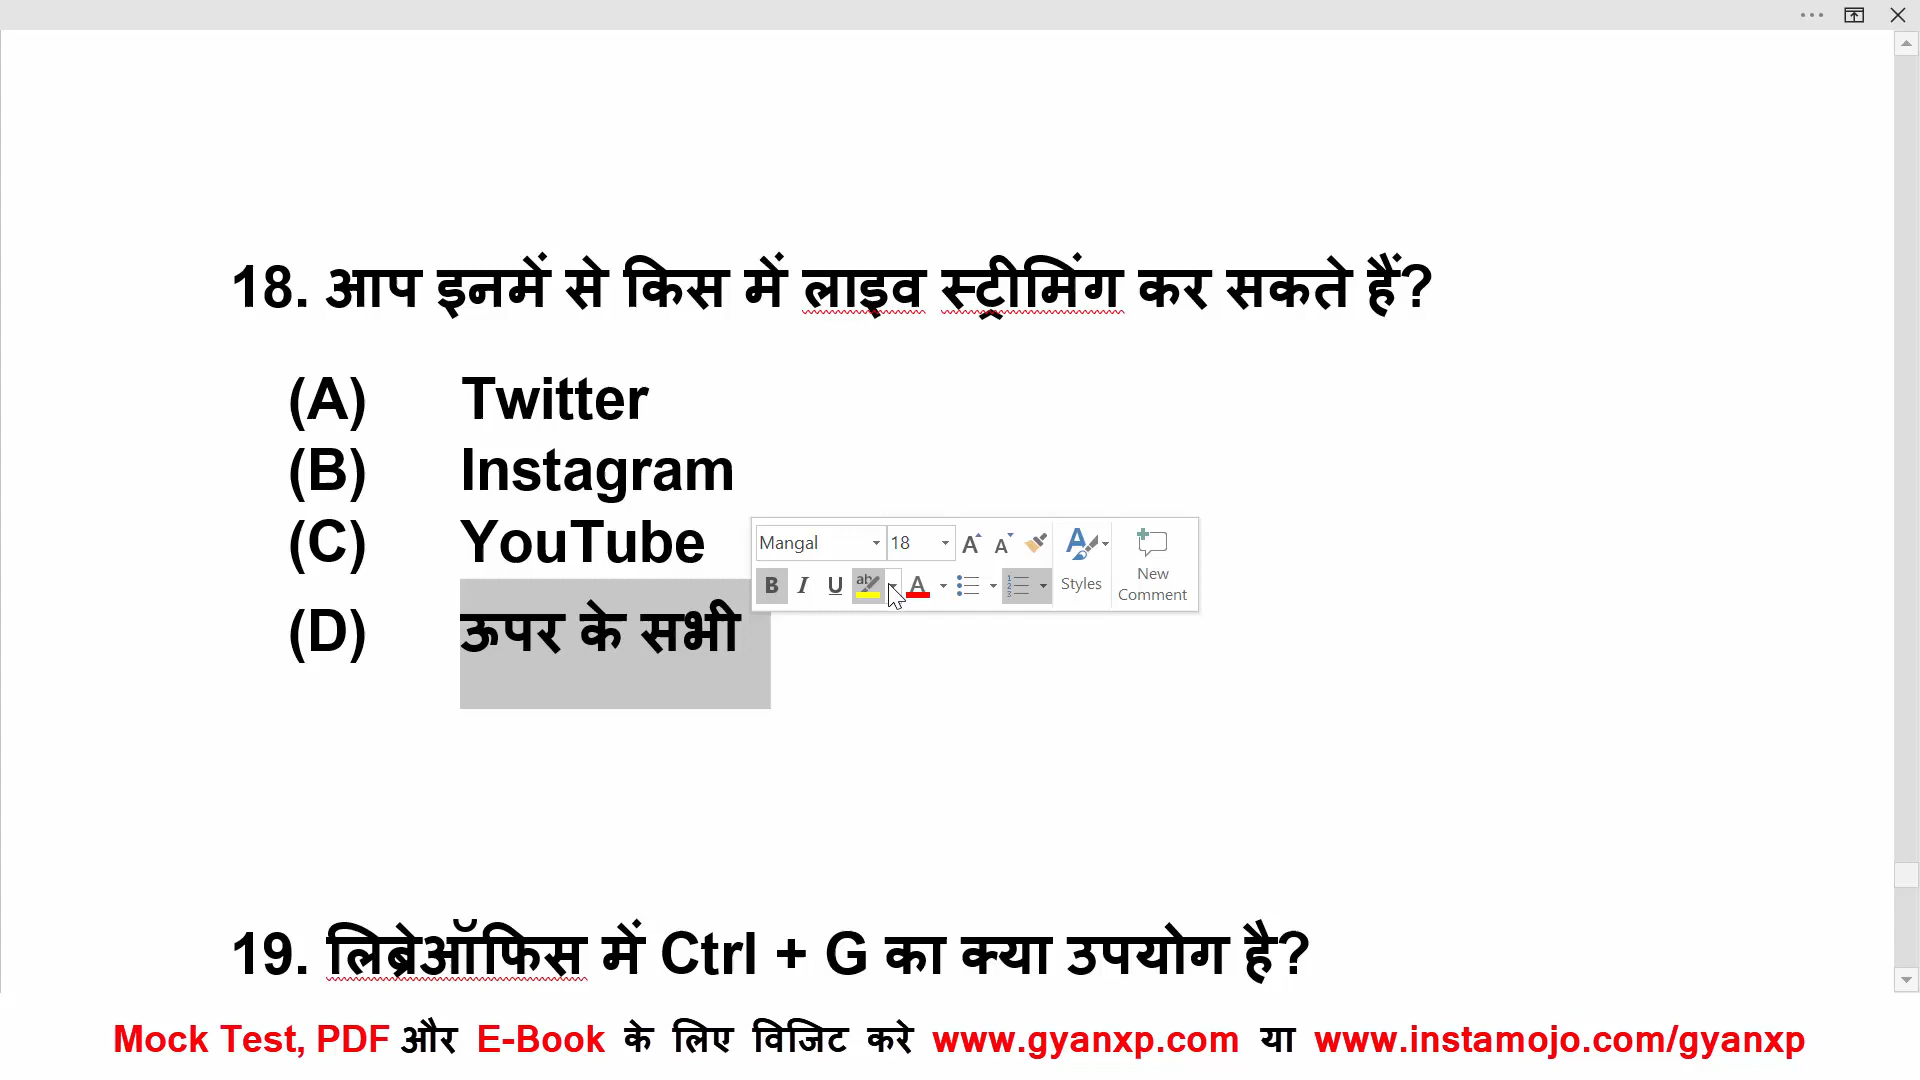 18. आप इनमें से किस में लाइव स्ट्रीमिंग कर सकते हैं?
(A) Twitter
(B) Instagram
(C) YouTube
Mangal 18 A A A
B I U ab A Styles New Comment
(D) ऊपर के सभी
19. लिब्रेऑफिस में Ctrl + G का क्या उपयोग है?
Mock Test, PDF और E-Book के लिए विजिट करे www.gyanxp.com या www.instamojo.com/gyanxp